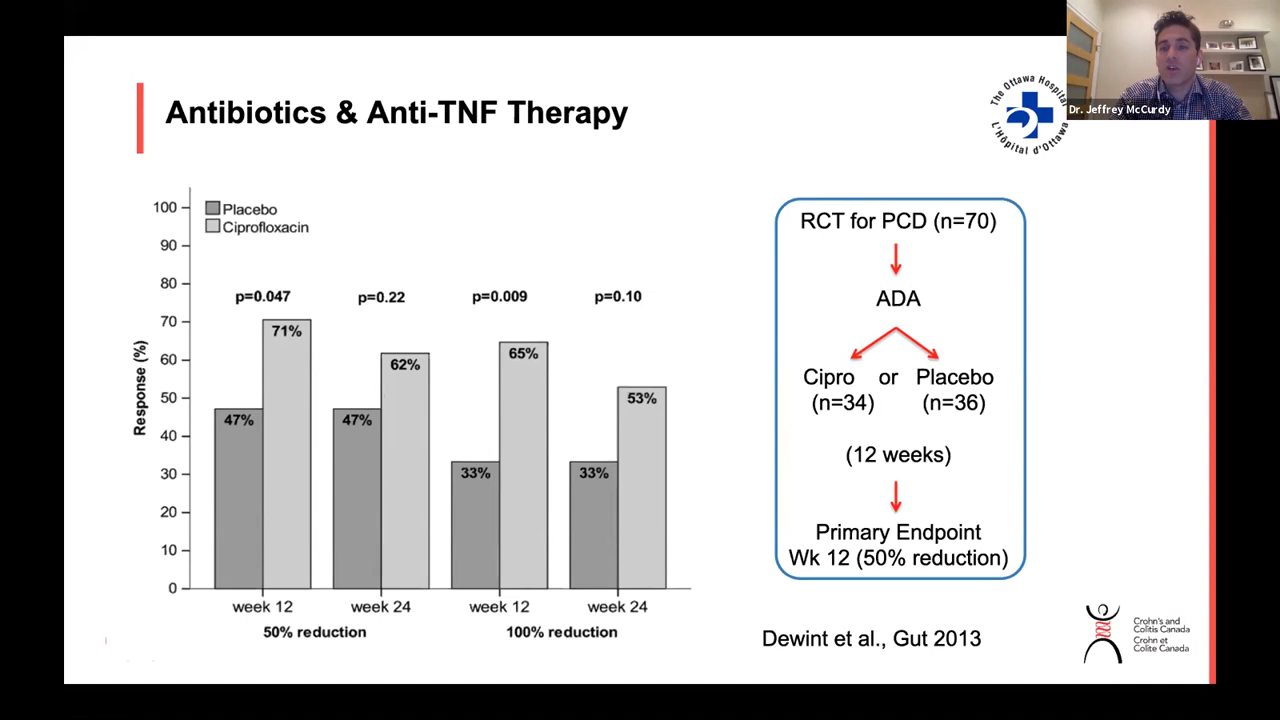 Antibiotics & Anti-TNF Therapy
The Ottawa Hospital
L'Hôpital d'Ottawa
Dr. Jeffrey McCurdy
Placebo
Ciprofloxacin
Response (%)
100
90
80
70
60
50
40
30
20
10
0
p=0.047
p=0.22
p=0.009
p=0.10
47%
71%
47%
62%
33%
65%
33%
53%
week 12
week 24
week 12
week 24
50% reduction
100% reduction
RCT for PCD (n=70)
ADA
Cipro or Placebo
(n=34) (n=36)
(12 weeks)
Primary Endpoint
Wk 12 (50% reduction)
Dewint et al., Gut 2013
Crohn's and
Colitis Canada
Crohn et
Colite Canada